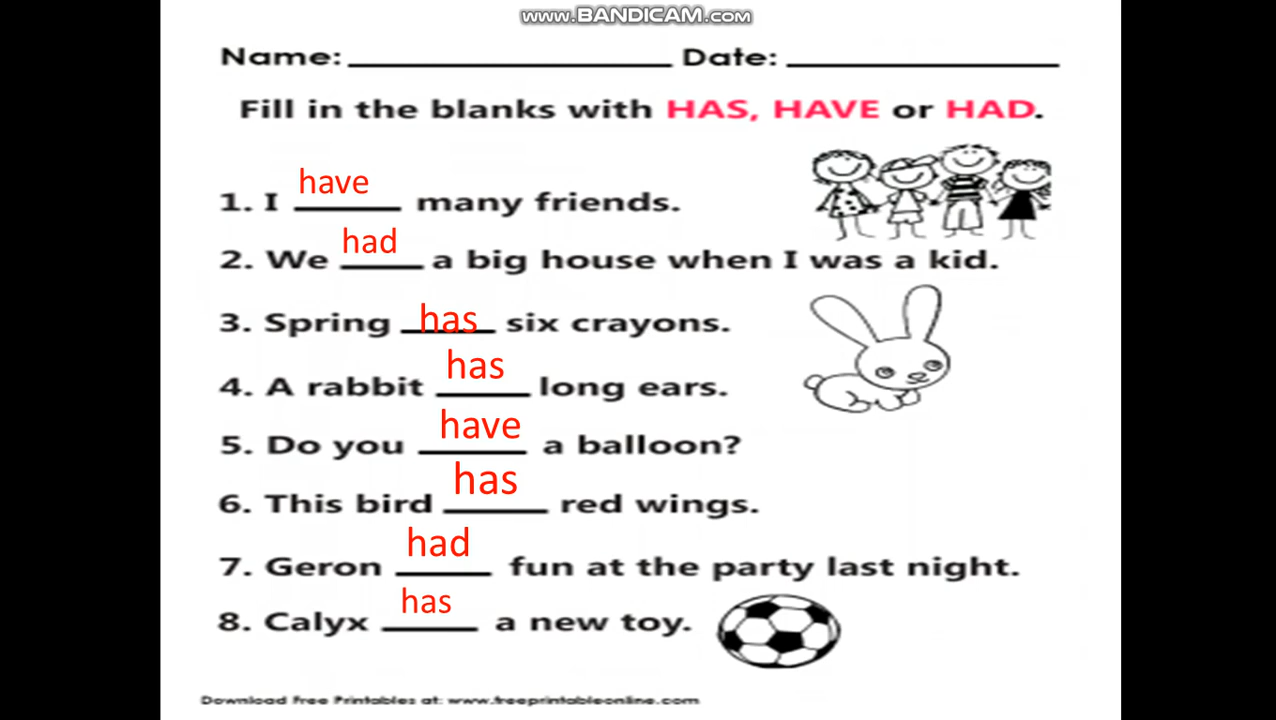 www.BANDICAM.com
Name: ____________ Date: ____________
Fill in the blanks with HAS, HAVE or HAD.
1. I have many friends.
2. We had a big house when I was a kid.
3. Spring has six crayons.
4. A rabbit has long ears.
5. Do you have a balloon?
6. This bird has red wings.
7. Geron had fun at the party last night.
8. Calyx has a new toy.
Download Free Printables at: www.freeprintableonline.com